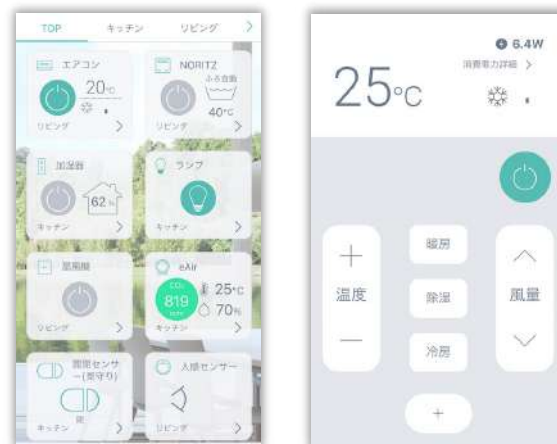 TOP
キッチン
リビング
エアコン
20℃
リビング
NORITZ
ふろ自動
40℃
リビング
加湿器
62%
キッチン
ランプ
キッチン
扇風機
リビング
eAir
CO₂
819
ppm
25℃
70%
キッチン
開閉センサ
ー(見守り)
閉
キッチン
人感センサー
リビング
6.4W
消費電力詳細
25℃
温度
暖房
除湿
冷房
風量